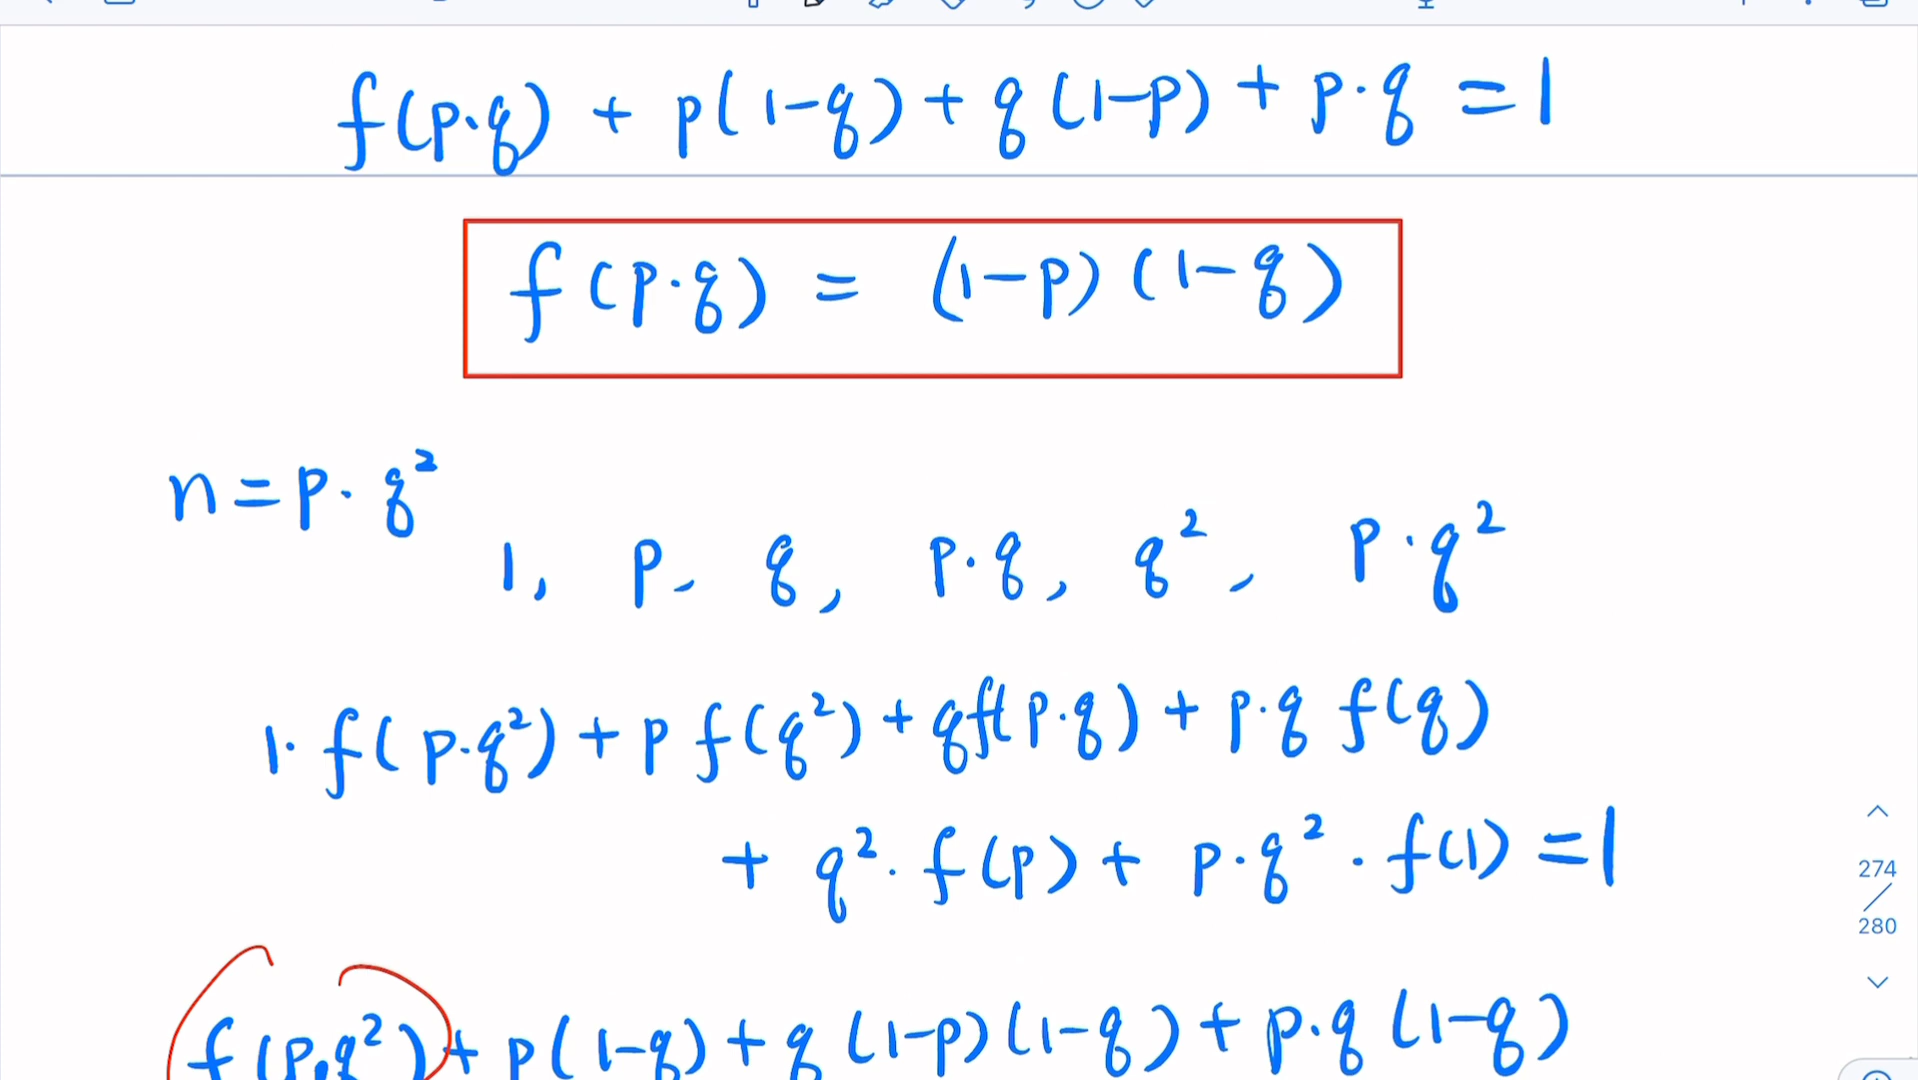 f(p·q) + p(1-q) + q(1-p) + p·q = 1
f(p·q) = (1-p)(1-q)
n = p·q²
1, p, q, p·q, q², p·q²
1· f(p·q²) + p f(q²) + q f(p·q) + p·q f(q)
+ q²· f(p) + p·q² · f(1) = 1
274
/
280
f(p·q²) + p(1-q) + q(1-p)(1-q) + p·q(1-q)